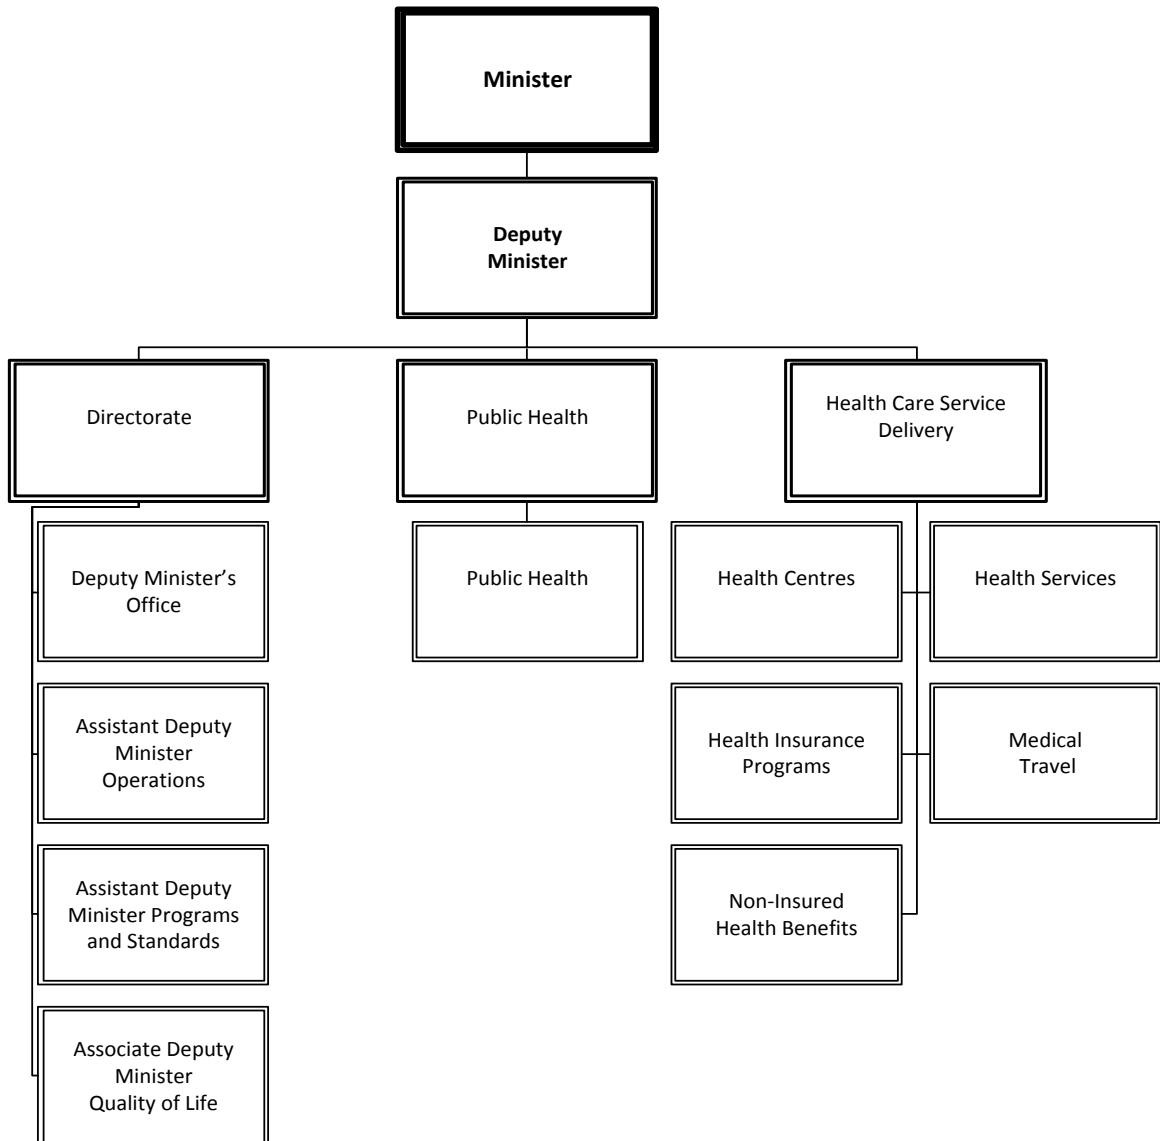 Minister
Deputy
Minister
Directorate
Public Health
Health Care Service
Delivery
Deputy Minister’s
Office
Public Health
Health Centres
Health Services
Assistant Deputy
Minister
Operations
Health Insurance
Programs
Medical
Travel
Assistant Deputy
Minister Programs
and Standards
Non-Insured
Health Benefits
Associate Deputy
Minister
Quality of Life